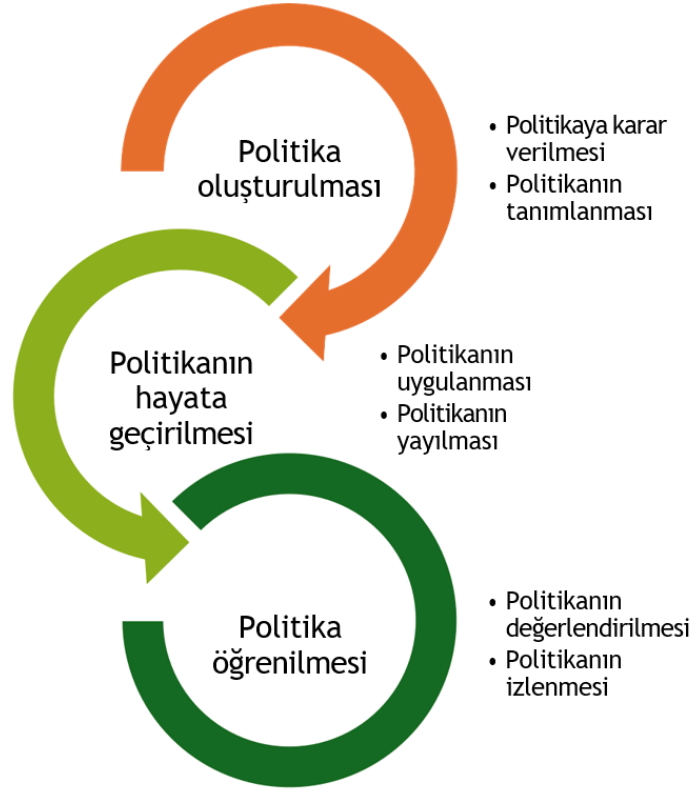 Politika
oluşturulması
• Politikaya karar
verilmesi
• Politikanın
tanımlanması
Politikanın
hayata
geçirilmesi
• Politikanın
uygulanması
• Politikanın
yayılması
Politika
öğrenilmesi
• Politikanın
değerlendirilmesi
• Politikanın
izlenmesi